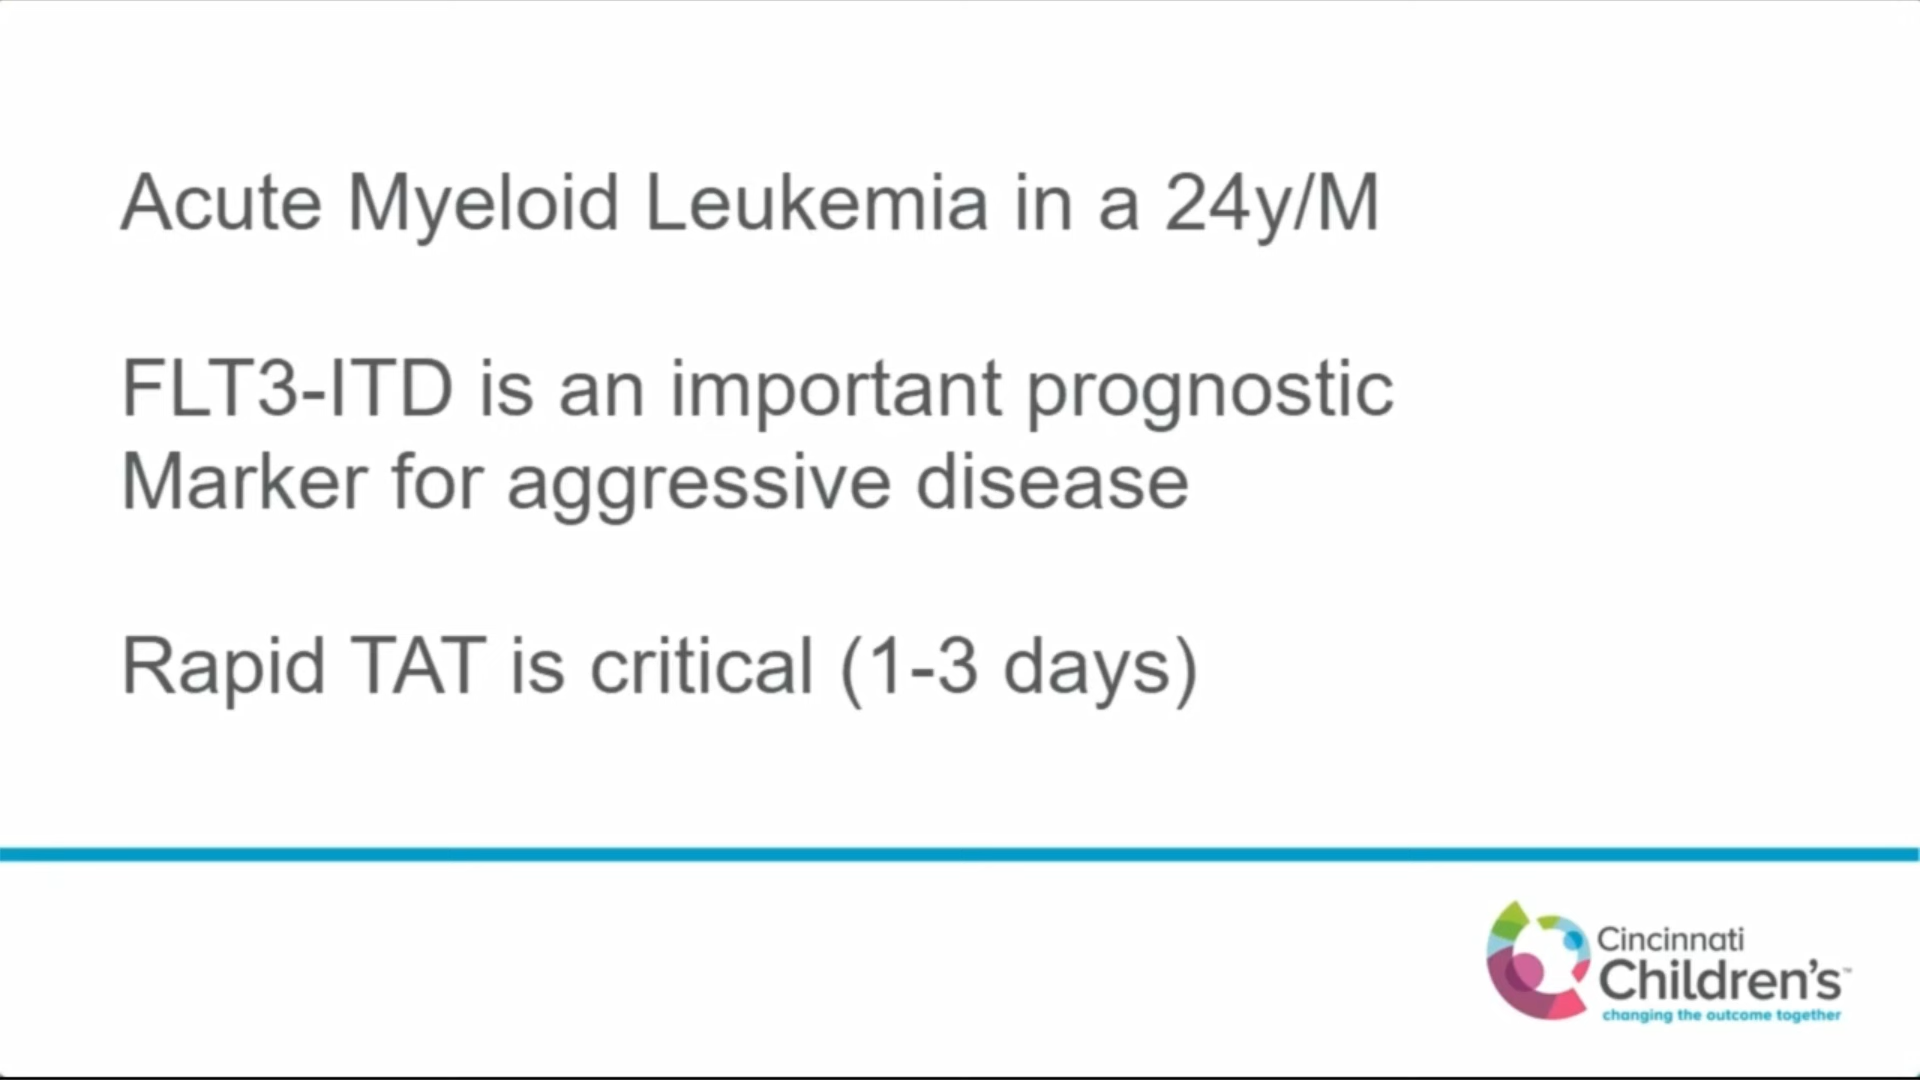 Acute Myeloid Leukemia in a 24y/M
FLT3-ITD is an important prognostic
Marker for aggressive disease
Rapid TAT is critical (1-3 days)
Cincinnati
Children's™
changing the outcome together